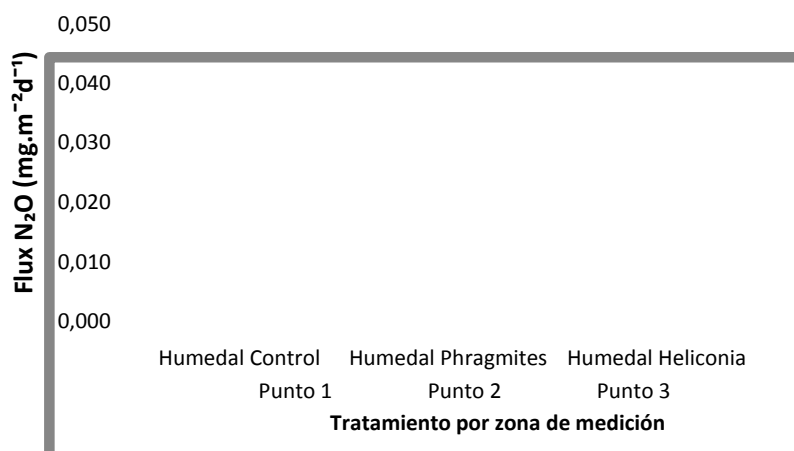 0,050
Flux N₂O (mg.m⁻²d⁻¹)
0,040
0,030
0,020
0,010
0,000
Humedal Control Humedal Phragmites Humedal Heliconia
Punto 1 Punto 2 Punto 3
Tratamiento por zona de medición